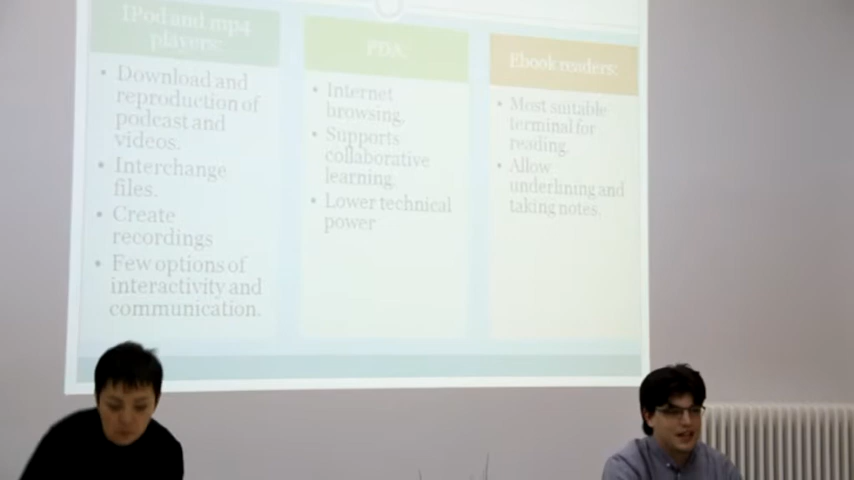 IPod and mp4
players:
• Download and
reproduction of
podcast and
videos.
• Interchange
files.
• Create
recordings
• Few options of
interactivity and
communication.
PDA:
• Internet
browsing.
• Supports
collaborative
learning.
• Lower technical
power
Ebook readers:
• Most suitable
terminal for
reading.
• Allow
underlining and
taking notes.